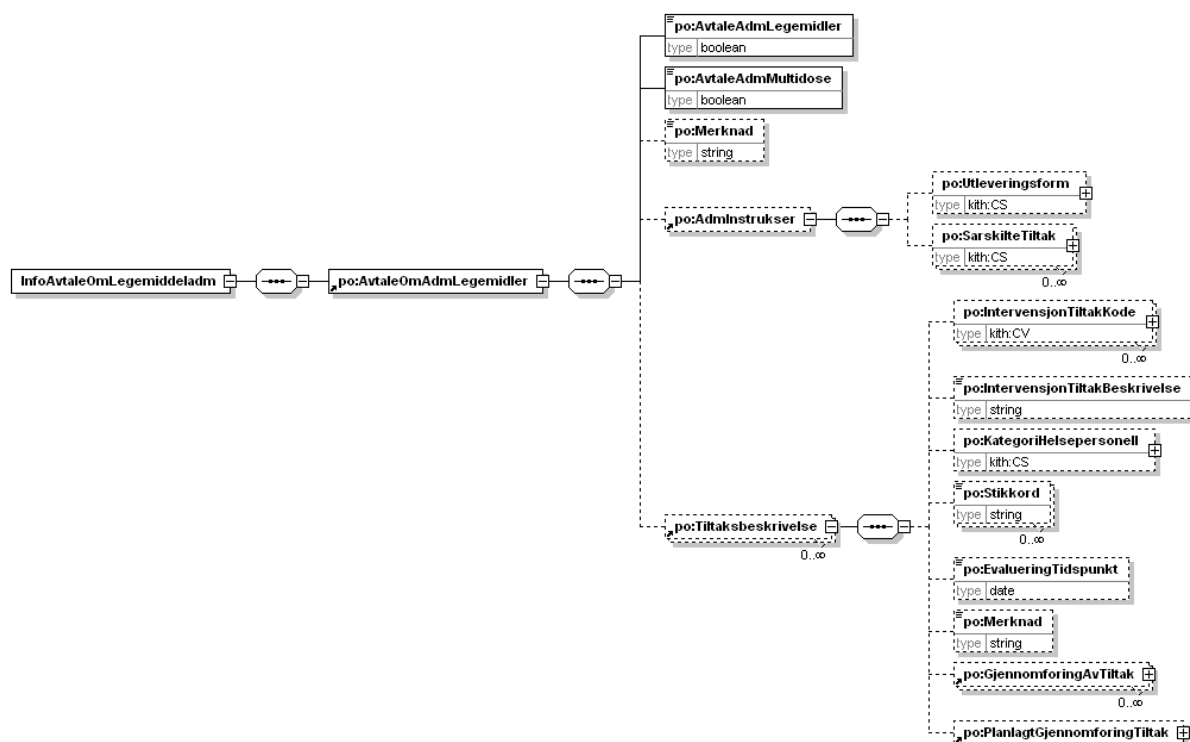 po:AvtaleAdmLegemidler
type boolean
po:AvtaleAdmMultidose
type boolean
po:Merknad
type string
po:AdmInstrukser
po:Utleveringsform
type kith:CS
po:SarskilteTiltak
type kith:CS
0..∞
InfoAvtaleOmLegemiddeladm
po:AvtaleOmAdmLegemidler
po:Tiltaksbeskrivelse
0..∞
po:IntervensjonTiltakKode
type kith:CV
0..∞
po:IntervensjonTiltakBeskrivelse
type string
po:KategoriHelsepersonell
type kith:CS
po:Stikkord
type string
0..∞
po:EvalueringTidspunkt
type date
po:Merknad
type string
po:GjennomforingAvTiltak
0..∞
po:PlanlagtGjennomforingTiltak